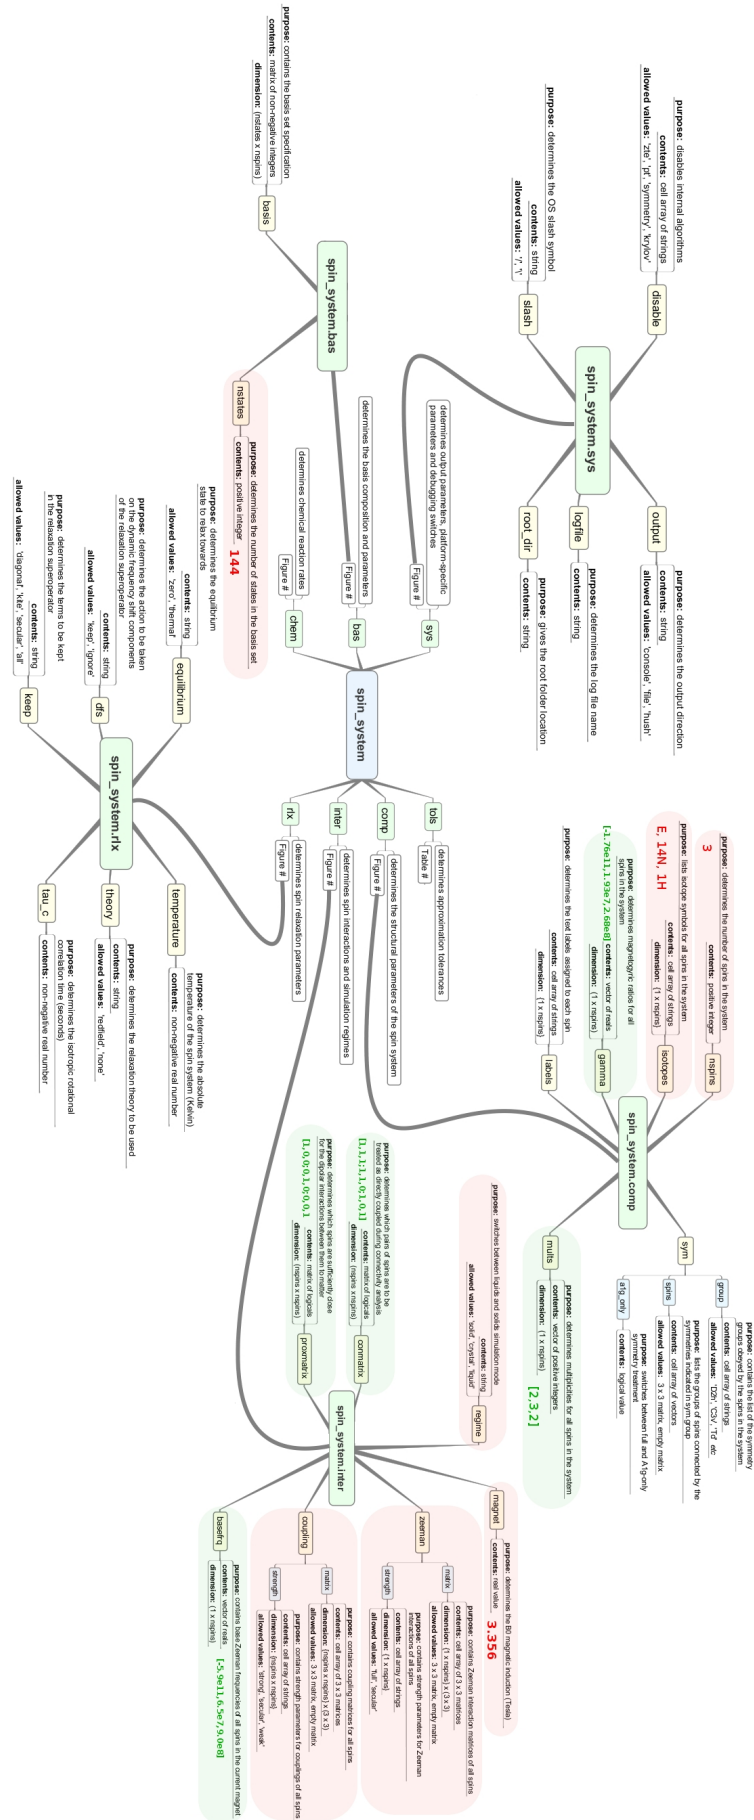 spin_system
sys
determines output parameters, platform-specific
parameters and debugging switches
Figure #
bas
determines the basis composition and parameters
Figure #
chem
determines chemical reaction rates
Figure #
tols
determines approximation tolerances
Table #
comp
determines the structural parameters of the spin system
Figure #
inter
determines spin interactions and simulation regimes
Figure #
rlx
determines spin relaxation parameters
Figure #
spin_system.sys
disable
purpose: disables internal algorithms
contents: cell array of strings
allowed values: 'zte', 'pt', 'symmetry', 'krylov'
slash
purpose: determines the OS slash symbol
contents: string
allowed values: '/', '\'
output
purpose: determines the output direction
contents: string
allowed values: 'console', 'file', 'hush'
logfile
purpose: determines the log file name
contents: string
root_dir
purpose: gives the root folder location
contents: string
spin_system.bas
basis
purpose: contains the basis set specification
contents: matrix of non-negative integers
dimension: (nstates x nspins)
nstates
purpose: determines the number of states in the basis set
contents: positive integer
144
spin_system.rlx
equilibrium
purpose: determines the equilibrium
state to relax towards
contents: string
allowed values: 'zero', 'thermal'
dfs
purpose: determines the action to be taken
on the dynamic frequency shift components
of the relaxation superoperator
contents: string
allowed values: 'keep', 'ignore'
keep
purpose: determines the terms to be kept
in the relaxation superoperator
contents: string
allowed values: 'diagonal', 'kite', 'secular', 'all'
temperature
purpose: determines the absolute
temperature of the spin system (Kelvin)
contents: non-negative real number
theory
purpose: determines the relaxation theory to be used
contents: string
allowed values: 'redfield', 'none'
tau_c
purpose: determines the isotropic rotational
correlation time (seconds)
contents: non-negative real number
spin_system.comp
nspins
purpose: determines the number of spins in the system
contents: positive integer
3
isotopes
purpose: lists isotope symbols for all spins in the system
contents: cell array of strings
dimension: (1 x nspins)
E, 14N, 1H
gamma
purpose: determines magnetogyric ratios for all
spins in the system
contents: vector of reals
dimension: (1 x nspins)
[-1.76e11,1.93e7,2.68e8]
labels
purpose: determines the text labels assigned to each spin
contents: cell array of strings
dimension: (1 x nspins)
sym
group
purpose: contains the list of the symmetry
groups obeyed by the spins in the system
contents: cell array of strings
allowed values: 'D2h', 'C3v', 'Td' etc
spins
purpose: lists the groups of spins connected by the
symmetries indicated in sym.group
contents: cell array of vectors
allowed values: 3 x 3 matrix, empty matrix
a1g_only
purpose: switches between full and A1g-only
symmetry treatment
contents: logical value
mults
purpose: determines multiplicities for all spins in the system
contents: vector of positive integers
dimension: (1 x nspins)
[2,3,2]
spin_system.inter
regime
purpose: switches between liquids and solids simulation mode
contents: string
allowed values: 'solid', 'crystal', 'liquid'
conmatrix
purpose: determines which pairs of spins are to be
treated as directly coupled during connectivity analysis
contents: matrix of logicals
dimension: (nspins x nspins)
[1,1,1;1,1,0;1,0,1]
proxmatrix
purpose: determines which spins are sufficiently close
for the dipolar interactions between them to matter
contents: matrix of logicals
dimension: (nspins x nspins)
[1,0,0;0,1,0;0,0,1
magnet
purpose: determines the B0 magnetic induction (Tesla)
contents: real value
3.356
zeeman
matrix
purpose: contains Zeeman interaction matrices of all spins
contents: cell array of 3 x 3 matrices
dimension: (1 x nspins) x (3 x 3)
allowed values: 3 x 3 matrix, empty matrix
strength
purpose: contains strength parameters for Zeeman
interactions of all spins
contents: cell array of strings
dimension: (1 x nspins)
allowed values: 'full', 'secular'
coupling
matrix
purpose: contains coupling matrices for all spins
contents: cell array of 3 x 3 matrices
dimension: (nspins x nspins) x (3 x 3)
allowed values: 3 x 3 matrix, empty matrix
strength
purpose: contains strength parameters for couplings of all spins
contents: cell array of strings
dimension: (nspins x nspins)
allowed values: 'strong', 'secular', 'weak'
basefrq
purpose: contains base Zeeman frequencies of all spins in the current magnet
contents: vector of reals
dimension: (1 x nspins)
[-5.9e11,6.5e7,9.0e8]